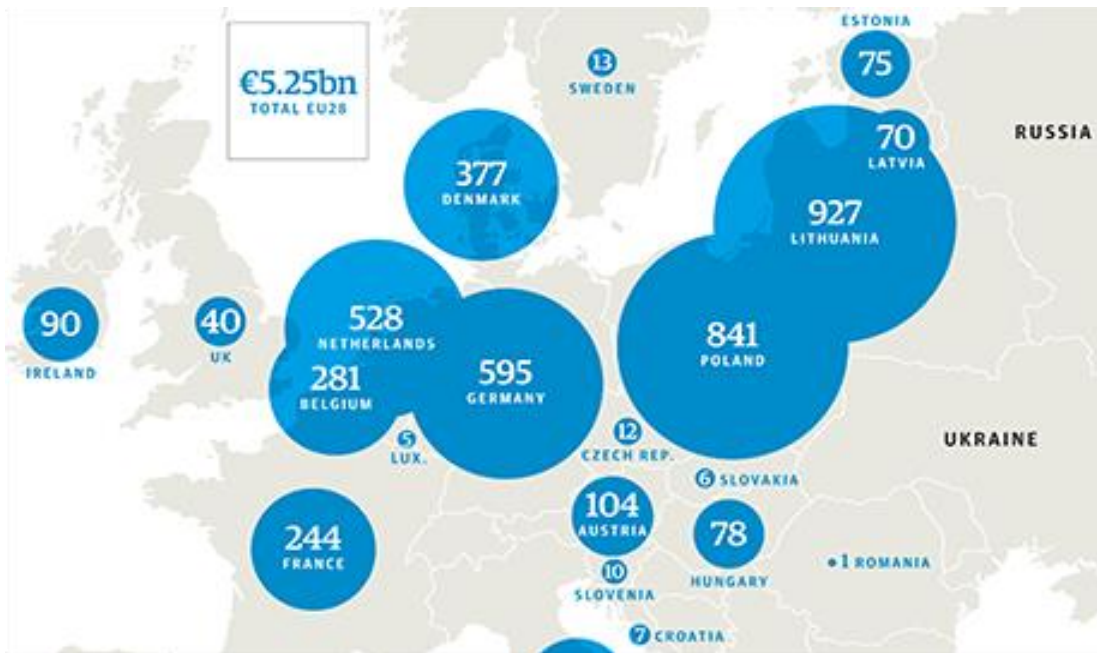 €5.25bn
TOTAL EU28
13
SWEDEN
ESTONIA
75
RUSSIA
70
LATVIA
377
DENMARK
927
LITHUANIA
90
IRELAND
40
UK
528
NETHERLANDS
281
BELGIUM
595
GERMANY
841
POLAND
5
LUX.
12
CZECH REP.
UKRAINE
6 SLOVAKIA
244
FRANCE
104
AUSTRIA
78
HUNGARY
1 ROMANIA
10
SLOVENIA
7 CROATIA